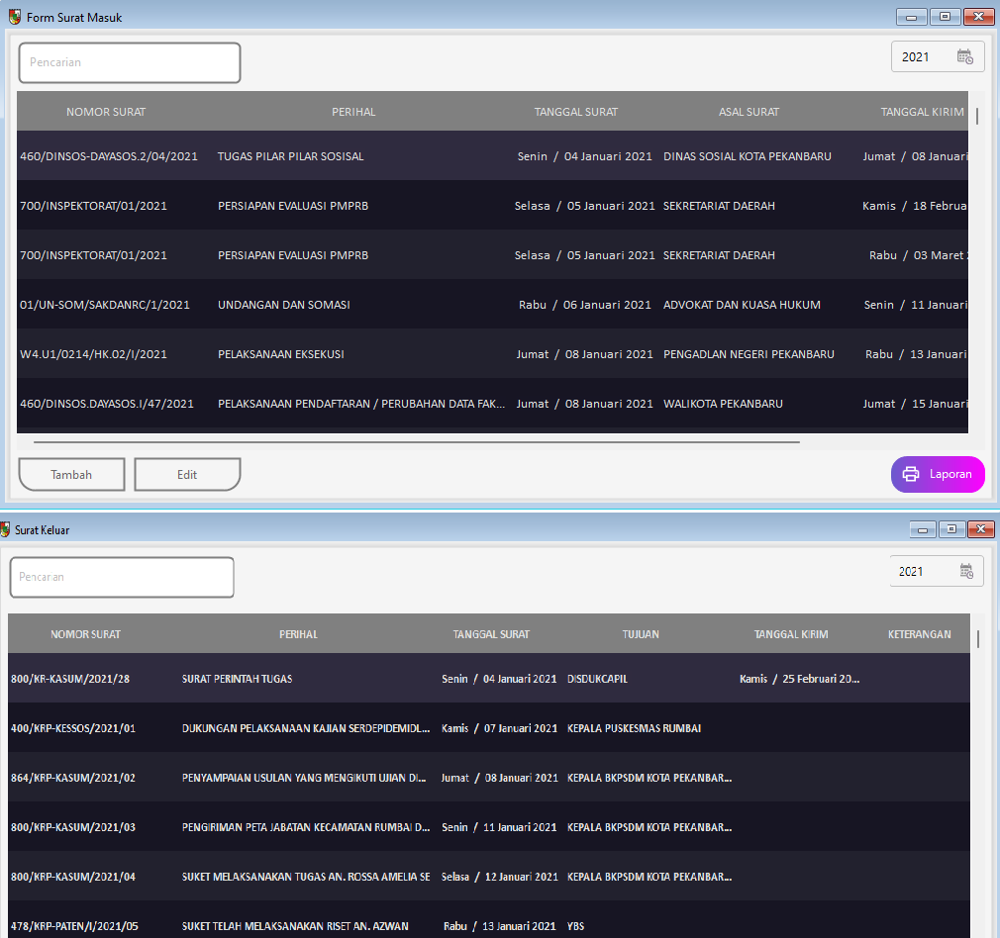 Form Surat Masuk
Pencarian
2021
NOMOR SURAT PERIHAL TANGGAL SURAT ASAL SURAT TANGGAL KIRIM
460/DINSOS-DAYASOS.2/04/2021 TUGAS PILAR PILAR SOSISAL Senin / 04 Januari 2021 DINAS SOSIAL KOTA PEKANBARU Jumat / 08 Januari
700/INSPEKTORAT/01/2021 PERSIAPAN EVALUASI PMPRB Selasa / 05 Januari 2021 SEKRETARIAT DAERAH Kamis / 18 Februa
700/INSPEKTORAT/01/2021 PERSIAPAN EVALUASI PMPRB Selasa / 05 Januari 2021 SEKRETARIAT DAERAH Rabu / 03 Maret
01/UN-SOM/SAKDANRC/1/2021 UNDANGAN DAN SOMASI Rabu / 06 Januari 2021 ADVOKAT DAN KUASA HUKUM Senin / 11 Januari
W4.U1/0214/HK.02/I/2021 PELAKSANAAN EKSEKUSI Jumat / 08 Januari 2021 PENGADLAN NEGERI PEKANBARU Rabu / 13 Januari
460/DINSOS.DAYASOS.I/47/2021 PELAKSANAAN PENDAFTARAN / PERUBAHAN DATA FAK... Jumat / 08 Januari 2021 WALIKOTA PEKANBARU Jumat / 15 Januari
Tambah Edit Laporan
Surat Keluar
Pencarian
2021
NOMOR SURAT PERIHAL TANGGAL SURAT TUJUAN TANGGAL KIRIM KETERANGAN
800/KR-KASUM/2021/28 SURAT PERINTAH TUGAS Senin / 04 Januari 2021 DISDUKCAPIL Kamis / 25 Februari 20...
400/KRP-KESSOS/2021/01 DUKUNGAN PELAKSANAAN KAJIAN SERDEPIDEMIDL... Kamis / 07 Januari 2021 KEPALA PUSKESMAS RUMBAI
864/KRP-KASUM/2021/02 PENYAMPAIAN USULAN YANG MENGIKUTI UJIAN DI... Jumat / 08 Januari 2021 KEPALA BKPSDM KOTA PEKANBAR...
800/KRP-KASUM/2021/03 PENGIRIMAN PETA JABATAN KECAMATAN RUMBAI D... Senin / 11 Januari 2021 KEPALA BKPSDM KOTA PEKANBAR...
800/KRP-KASUM/2021/04 SUKET MELAKSANAKAN TUGAS AN. ROSSA AMELIA SE Selasa / 12 Januari 2021 KEPALA BKPSDM KOTA PEKANBAR...
478/KRP-PATEN/I/2021/05 SUKET TELAH MELAKSANAKAN RISET AN. AZWAN Rabu / 13 Januari 2021 YBS